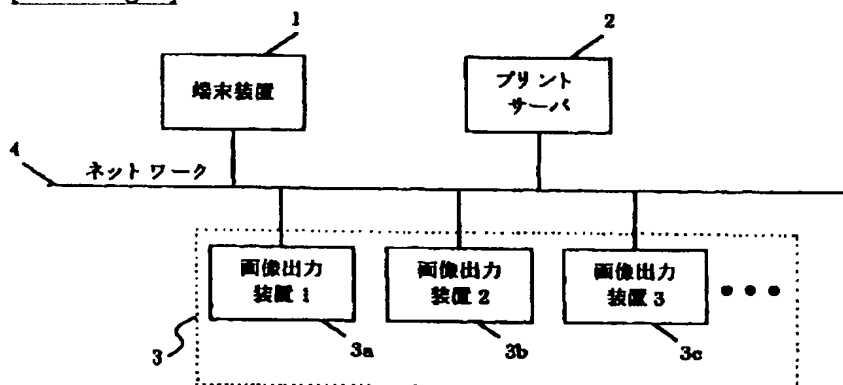 1
2
端末装置
プリント
サーバ
4
ネットワーク
画像出力
装置1
画像出力
装置2
画像出力
装置3
3
3a
3b
3c